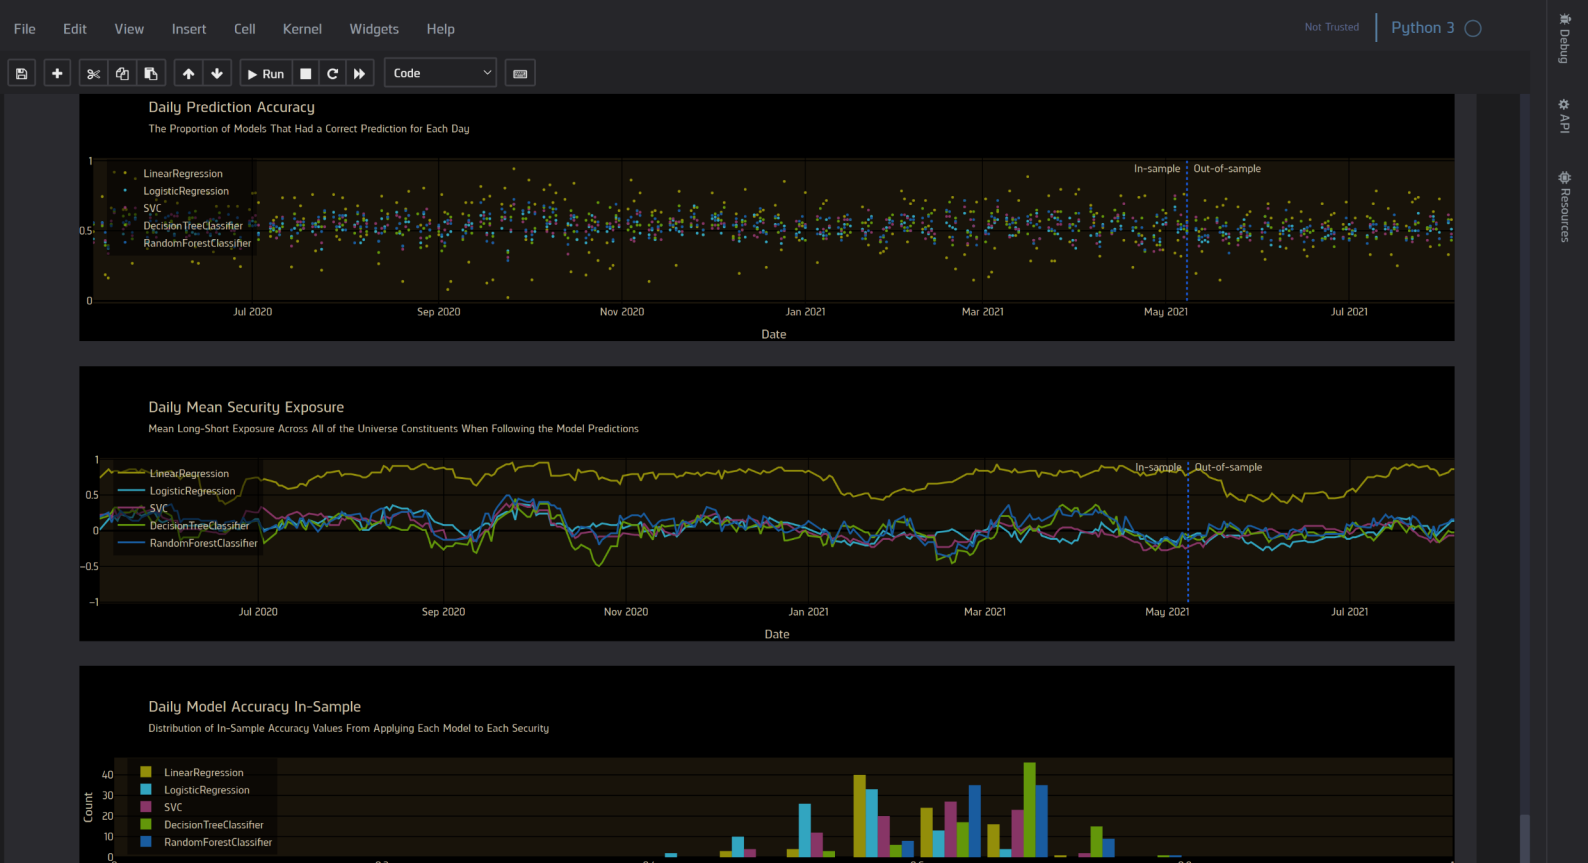 File Edit View Insert Cell Kernel Widgets Help
Not Trusted Python 3
Run Code
Debug
API
Resources
Daily Prediction Accuracy
The Proportion of Models That Had a Correct Prediction for Each Day
LinearRegression
LogisticRegression
SVC
DecisionTreeClassifier
RandomForestClassifier
In-sample Out-of-sample
1
0.5
0
Jul 2020 Sep 2020 Nov 2020 Jan 2021 Mar 2021 May 2021 Jul 2021
Date
Daily Mean Security Exposure
Mean Long-Short Exposure Across All of the Universe Constituents When Following the Model Predictions
LinearRegression
LogisticRegression
SVC
DecisionTreeClassifier
RandomForestClassifier
In-sample Out-of-sample
1
0.5
0
−0.5
−1
Jul 2020 Sep 2020 Nov 2020 Jan 2021 Mar 2021 May 2021 Jul 2021
Date
Daily Model Accuracy In-Sample
Distribution of In-Sample Accuracy Values From Applying Each Model to Each Security
LinearRegression
LogisticRegression
SVC
DecisionTreeClassifier
RandomForestClassifier
Count
40
30
20
10
0